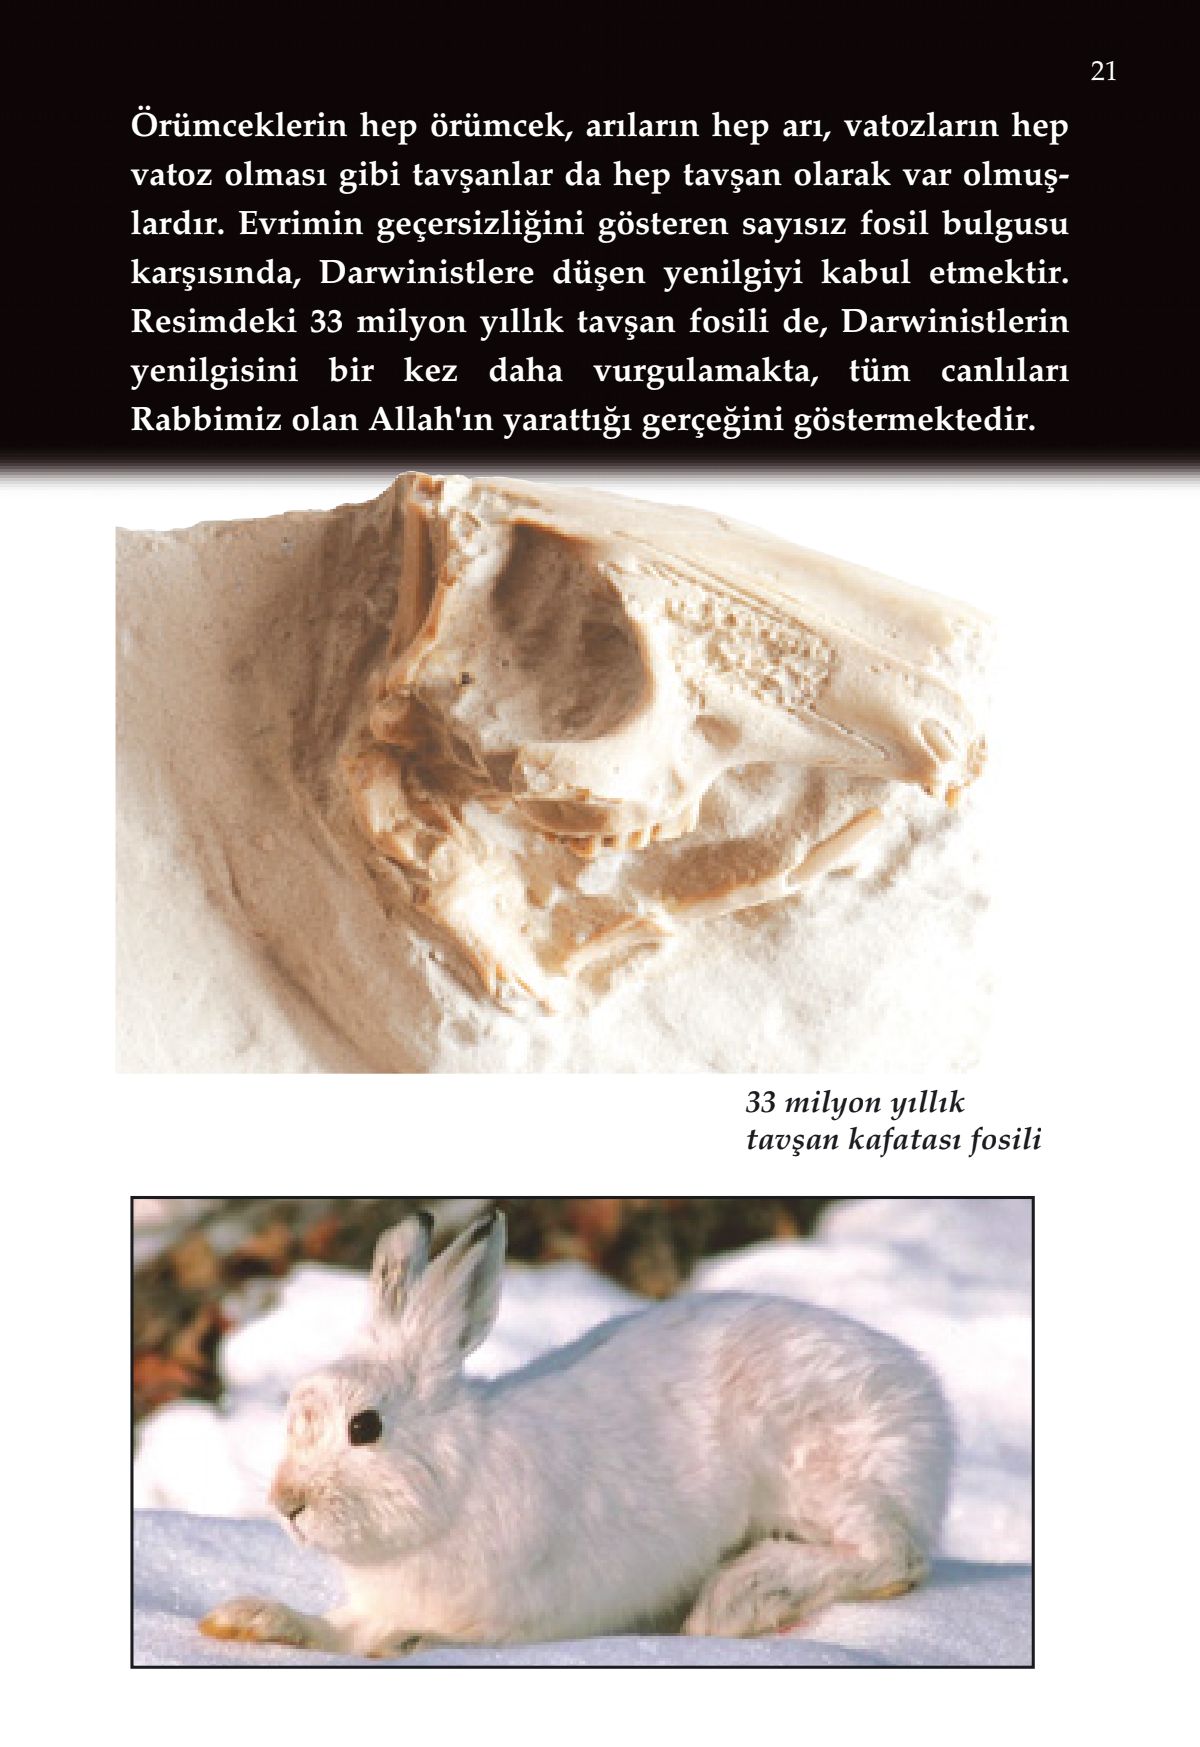 21
Örümceklerin hep örümcek, arıların hep arı, vatozların hep
vatoz olması gibi tavşanlar da hep tavşan olarak var olmuş-
lardır. Evrimin geçersizliğini gösteren sayısız fosil bulgusu
karşısında, Darwinistlere düşen yenilgiyi kabul etmektir.
Resimdeki 33 milyon yıllık tavşan fosili de, Darwinistlerin
yenilgisini bir kez daha vurgulamakta, tüm canlıları
Rabbimiz olan Allah'ın yarattığı gerçeğini göstermektedir.
33 milyon yıllık
tavşan kafatası fosili